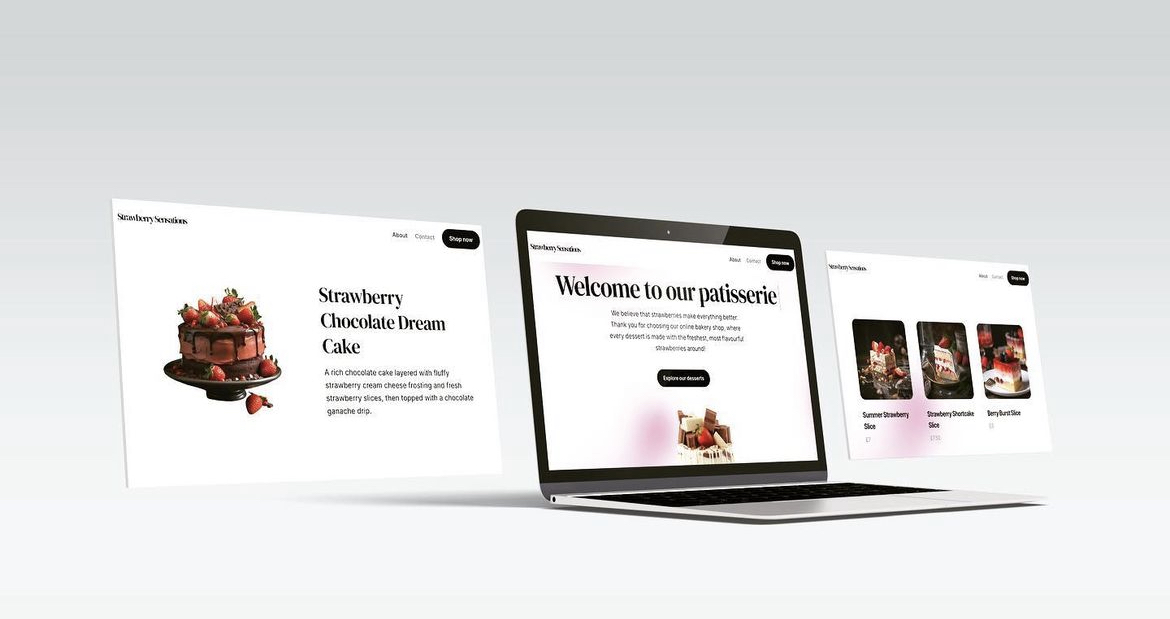 Strawberry Sensations
About Contact Shop now
Strawberry
Chocolate Dream
Cake
A rich chocolate cake layered with fluffy
strawberry cream cheese frosting and fresh
strawberry slices, then topped with a chocolate
ganache drip.
Strawberry Sensations
About Contact Shop now
Welcome to our patisserie
We believe that strawberries make everything better.
Thank you for choosing our online bakery shop, where
every dessert is made with the freshest, most flavourful
strawberries around!
Explore our desserts
Strawberry Sensations
About Contact Shop now
Summer Strawberry
Slice
£7
Strawberry Shortcake
Slice
Berry Burst Slice